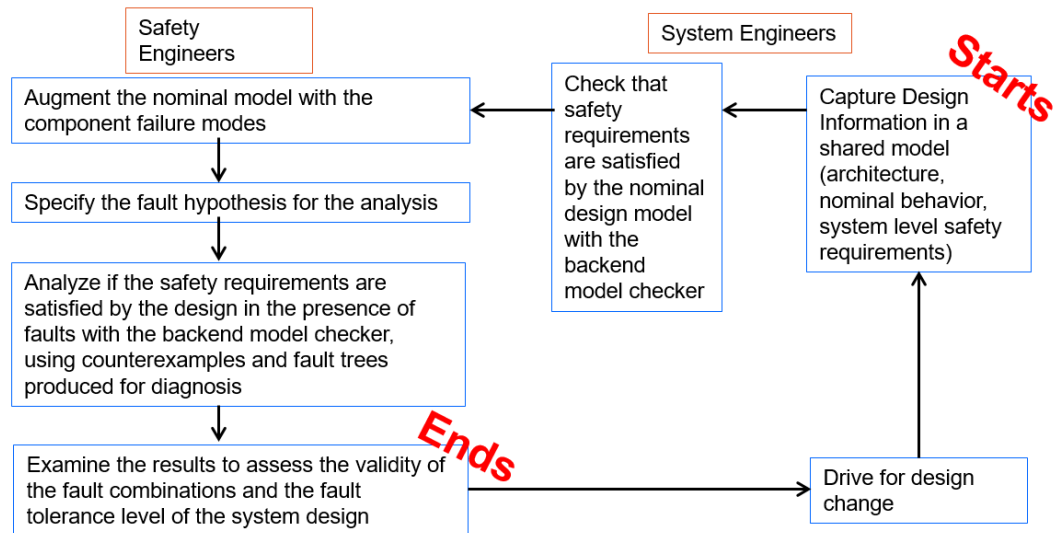 Safety
Engineers
System Engineers
Starts
Augment the nominal model with the
component failure modes
Check that
safety
requirements
are satisfied
by the nominal
design model
with the
backend
model checker
Capture Design
Information in a
shared model
(architecture,
nominal behavior,
system level safety
requirements)
Specify the fault hypothesis for the analysis
Analyze if the safety requirements are
satisfied by the design in the presence of
faults with the backend model checker,
using counterexamples and fault trees
produced for diagnosis
Ends
Examine the results to assess the validity of
the fault combinations and the fault
tolerance level of the system design
Drive for design
change